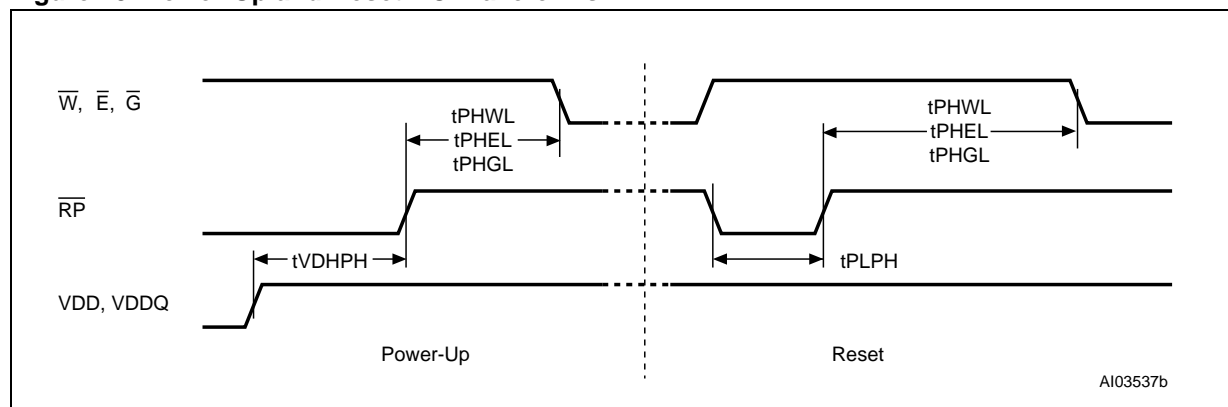 W, E, G
tPHWL
tPHEL
tPHGL
tPHWL
tPHEL
tPHGL
RP
tVDHPH
tPLPH
VDD, VDDQ
Power-Up
Reset
AI03537b